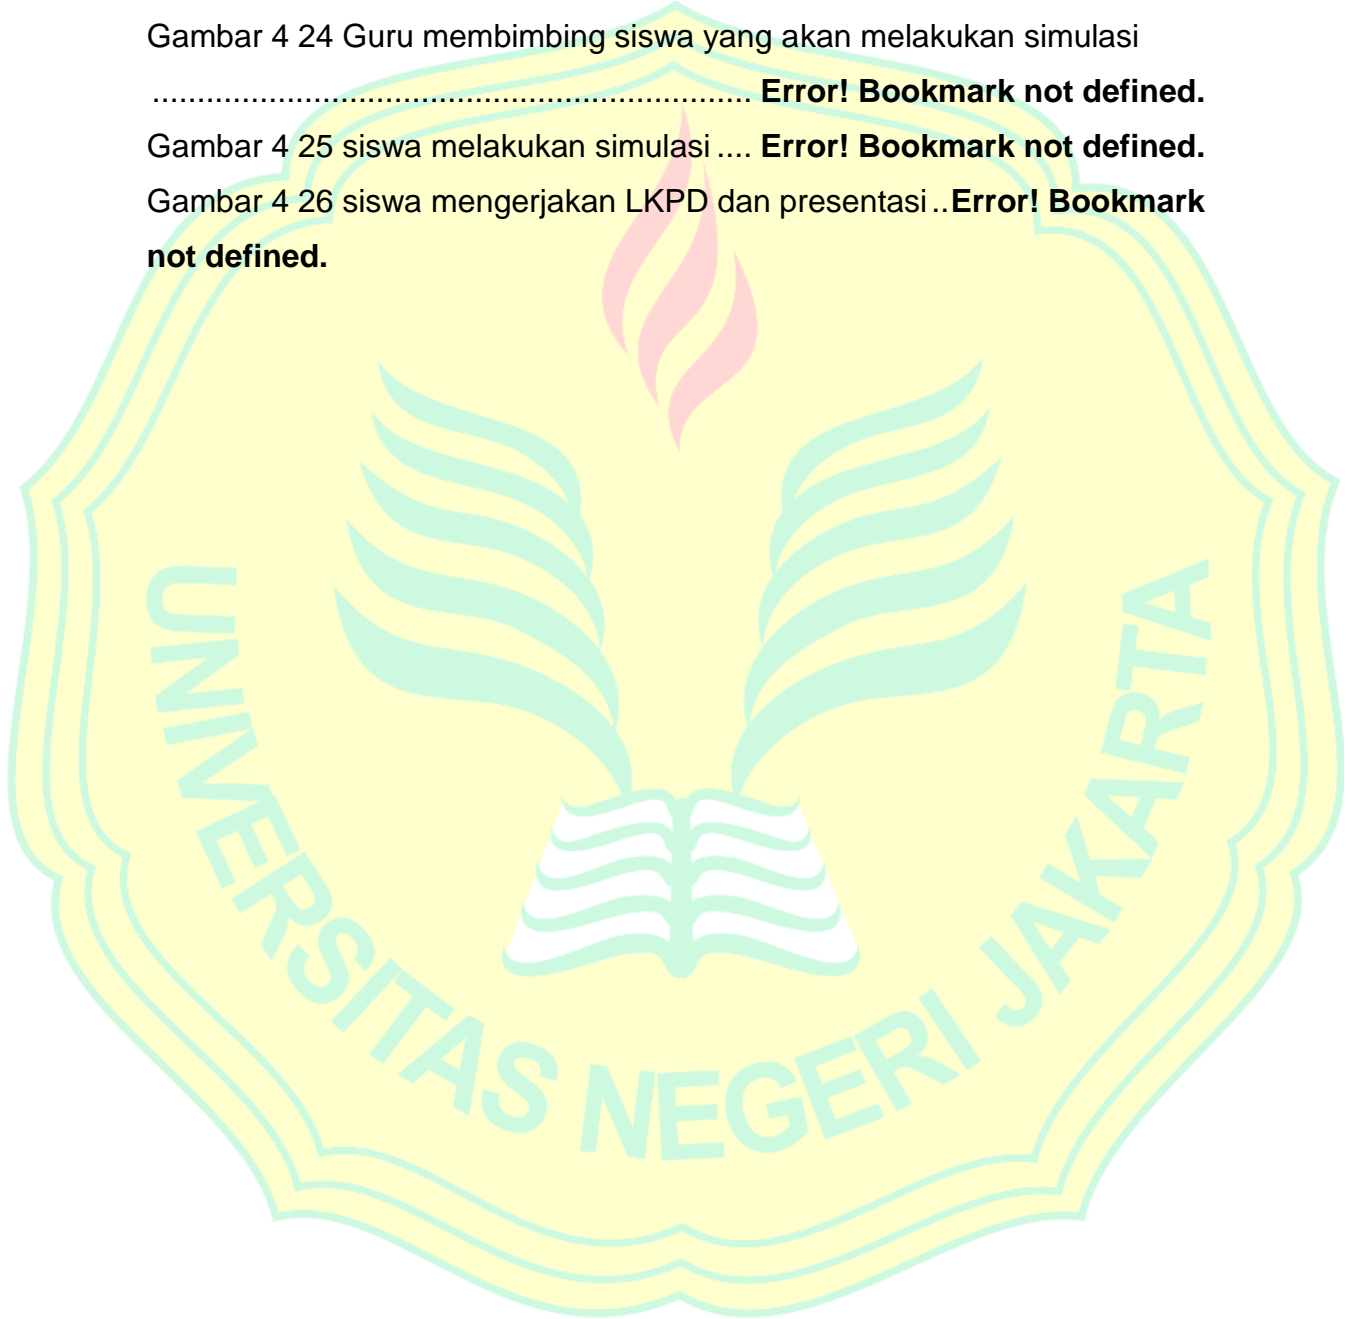 Gambar 4 24 Guru membimbing siswa yang akan melakukan simulasi
................................................................... Error! Bookmark not defined.
Gambar 4 25 siswa melakukan simulasi .... Error! Bookmark not defined.
Gambar 4 26 siswa mengerjakan LKPD dan presentasi .. Error! Bookmark
not defined.
UNIVERSITAS NEGERI JAKARTA